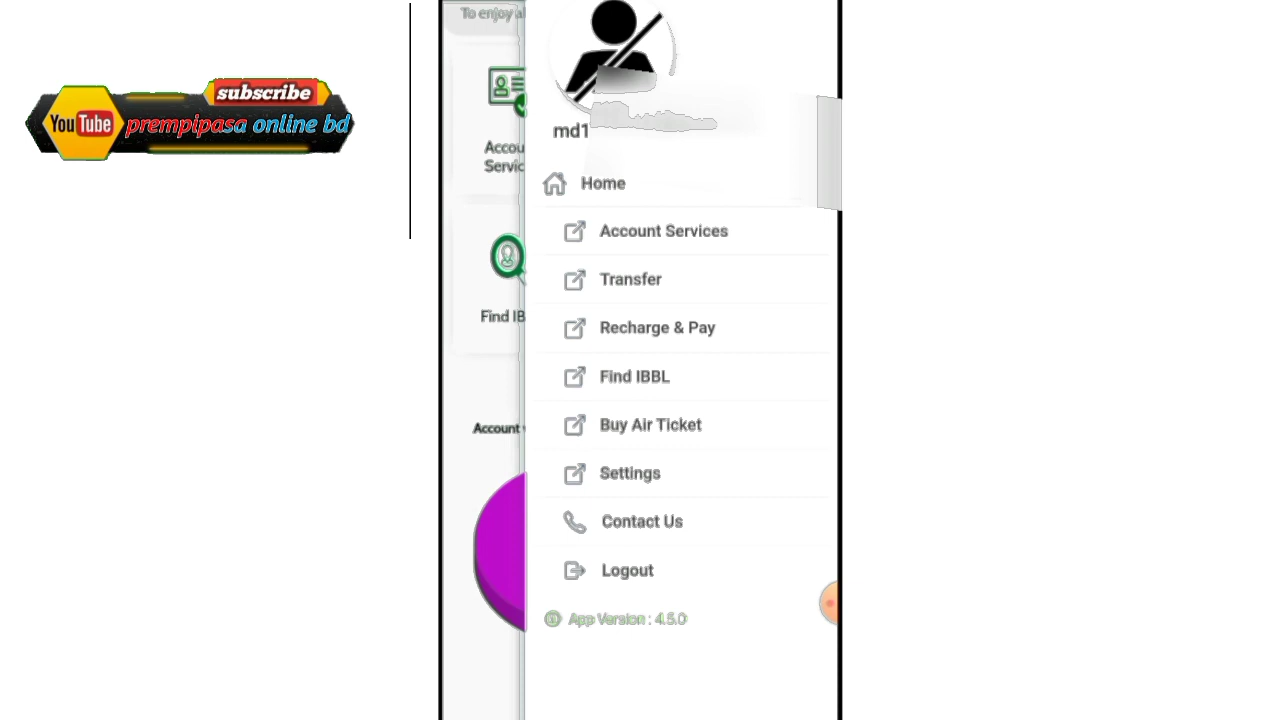 subscribe
YouTube prempipasa online bd
To enjoy al
Accou
Servic
Find IB
Account
md1
Home
Account Services
Transfer
Recharge & Pay
Find IBBL
Buy Air Ticket
Settings
Contact Us
Logout
App Version : 4.5.0